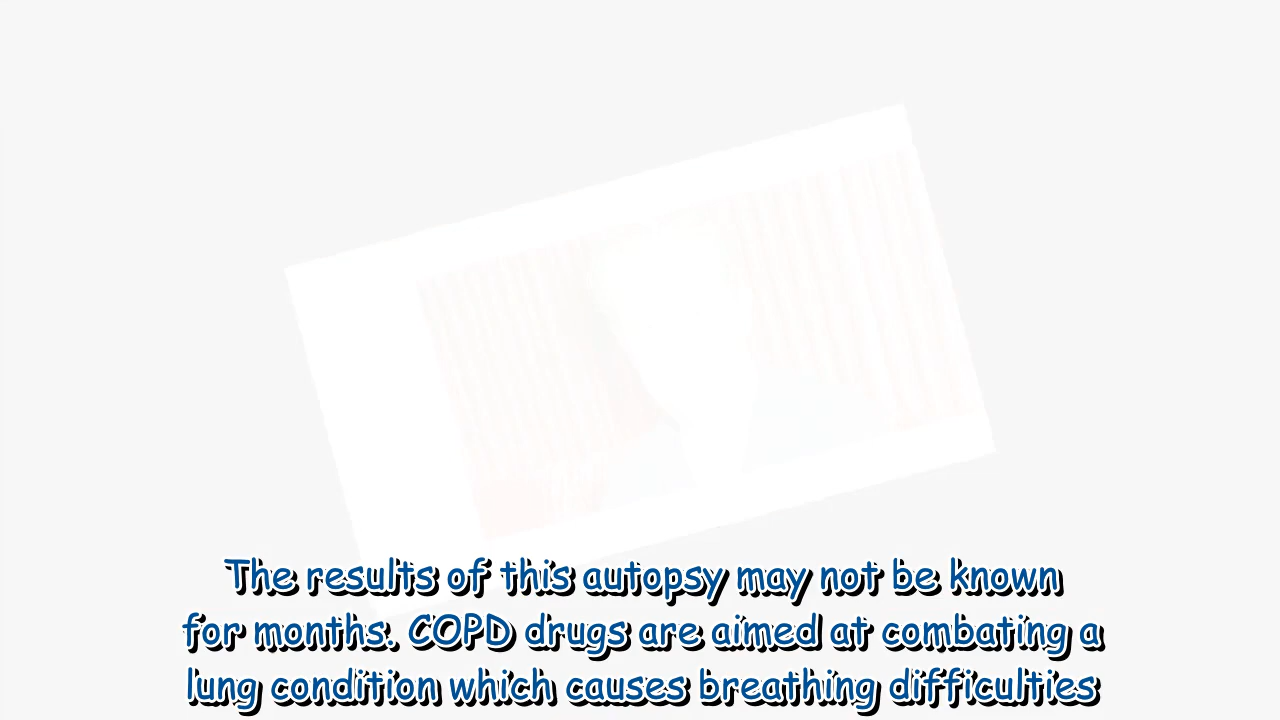 The results of this autopsy may not be known
for months. COPD drugs are aimed at combating a
lung condition which causes breathing difficulties